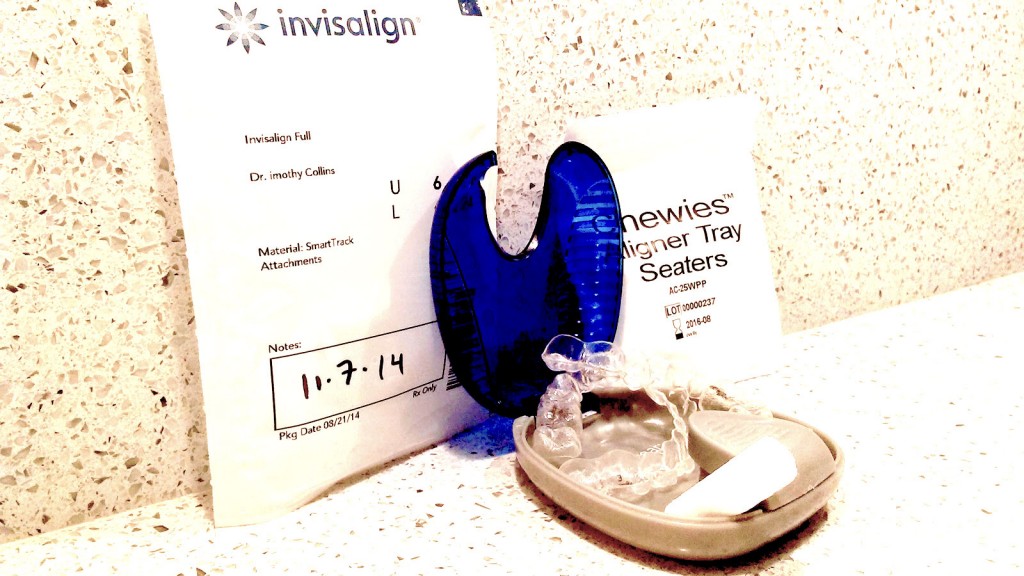 invisalign
Invisalign Full
Dr. imothy Collins
U 6
L
Material: SmartTrack
Attachments
Notes:
11.7.14
Rx Only
Pkg Date 08/21/14
hewies™
ligner Tray
Seaters
AC-25WPP
LOT 00000237
2016-08